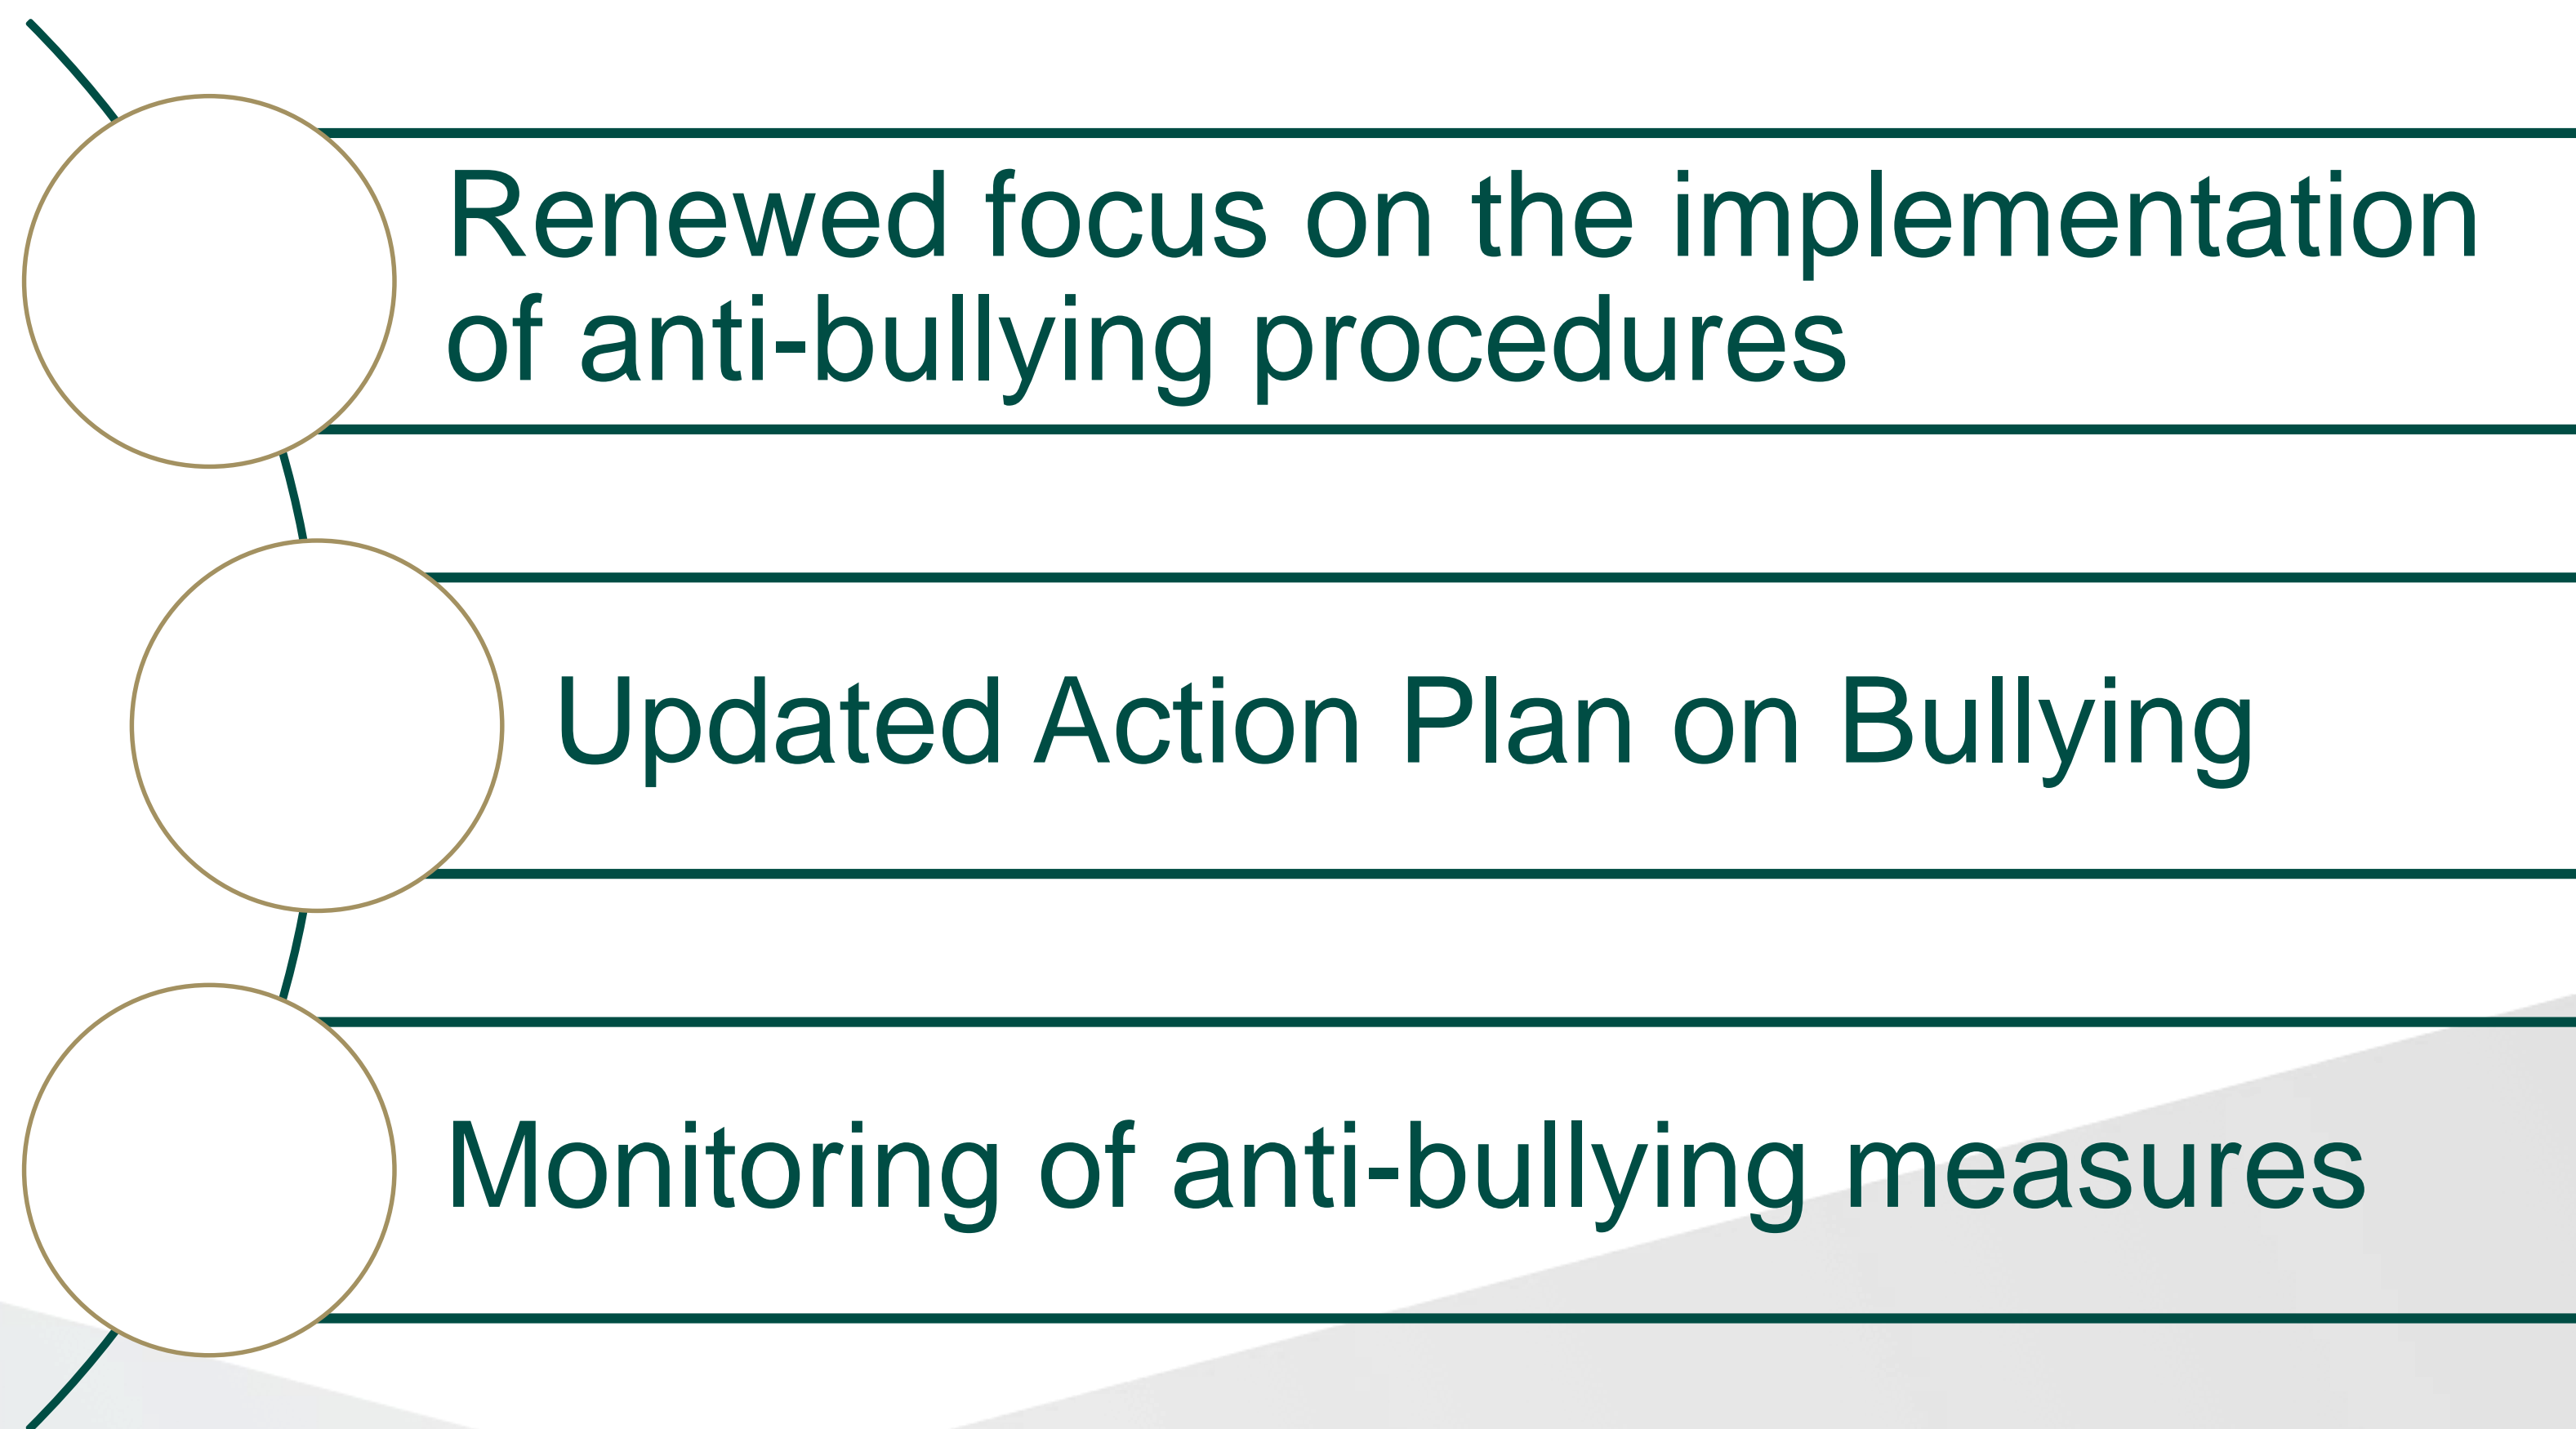 Renewed focus on the implementation
of anti-bullying procedures
Updated Action Plan on Bullying
Monitoring of anti-bullying measures